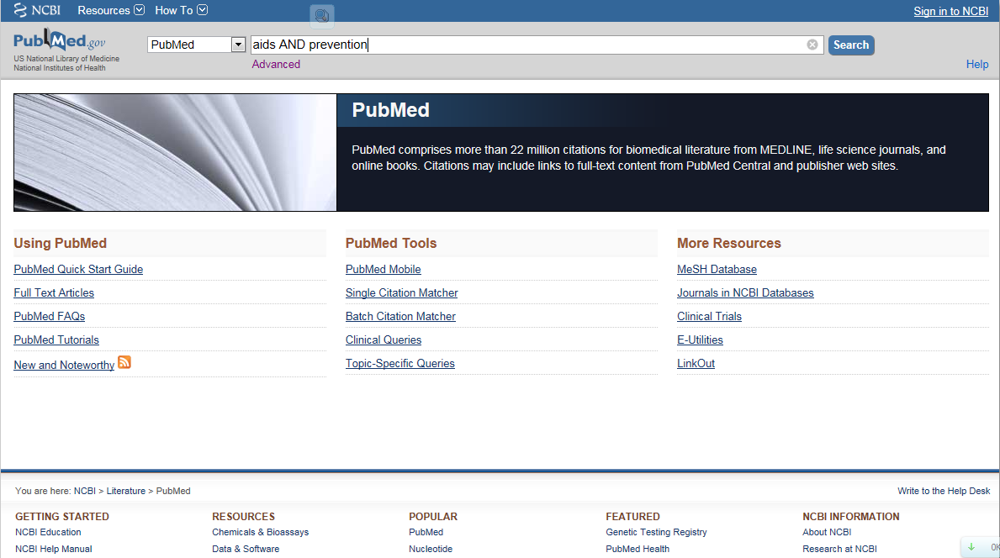 NCBI Resources How To Sign in to NCBI
PubMed.gov
US National Library of Medicine
National Institutes of Health
PubMed aids AND prevention Search
Advanced Help
PubMed
PubMed comprises more than 22 million citations for biomedical literature from MEDLINE, life science journals, and
online books. Citations may include links to full-text content from PubMed Central and publisher web sites.
Using PubMed
PubMed Quick Start Guide
Full Text Articles
PubMed FAQs
PubMed Tutorials
New and Noteworthy
PubMed Tools
PubMed Mobile
Single Citation Matcher
Batch Citation Matcher
Clinical Queries
Topic-Specific Queries
More Resources
MeSH Database
Journals in NCBI Databases
Clinical Trials
E-Utilities
LinkOut
You are here: NCBI > Literature > PubMed Write to the Help Desk
GETTING STARTED
NCBI Education
NCBI Help Manual
RESOURCES
Chemicals & Bioassays
Data & Software
POPULAR
PubMed
Nucleotide
FEATURED
Genetic Testing Registry
PubMed Health
NCBI INFORMATION
About NCBI
Research at NCBI